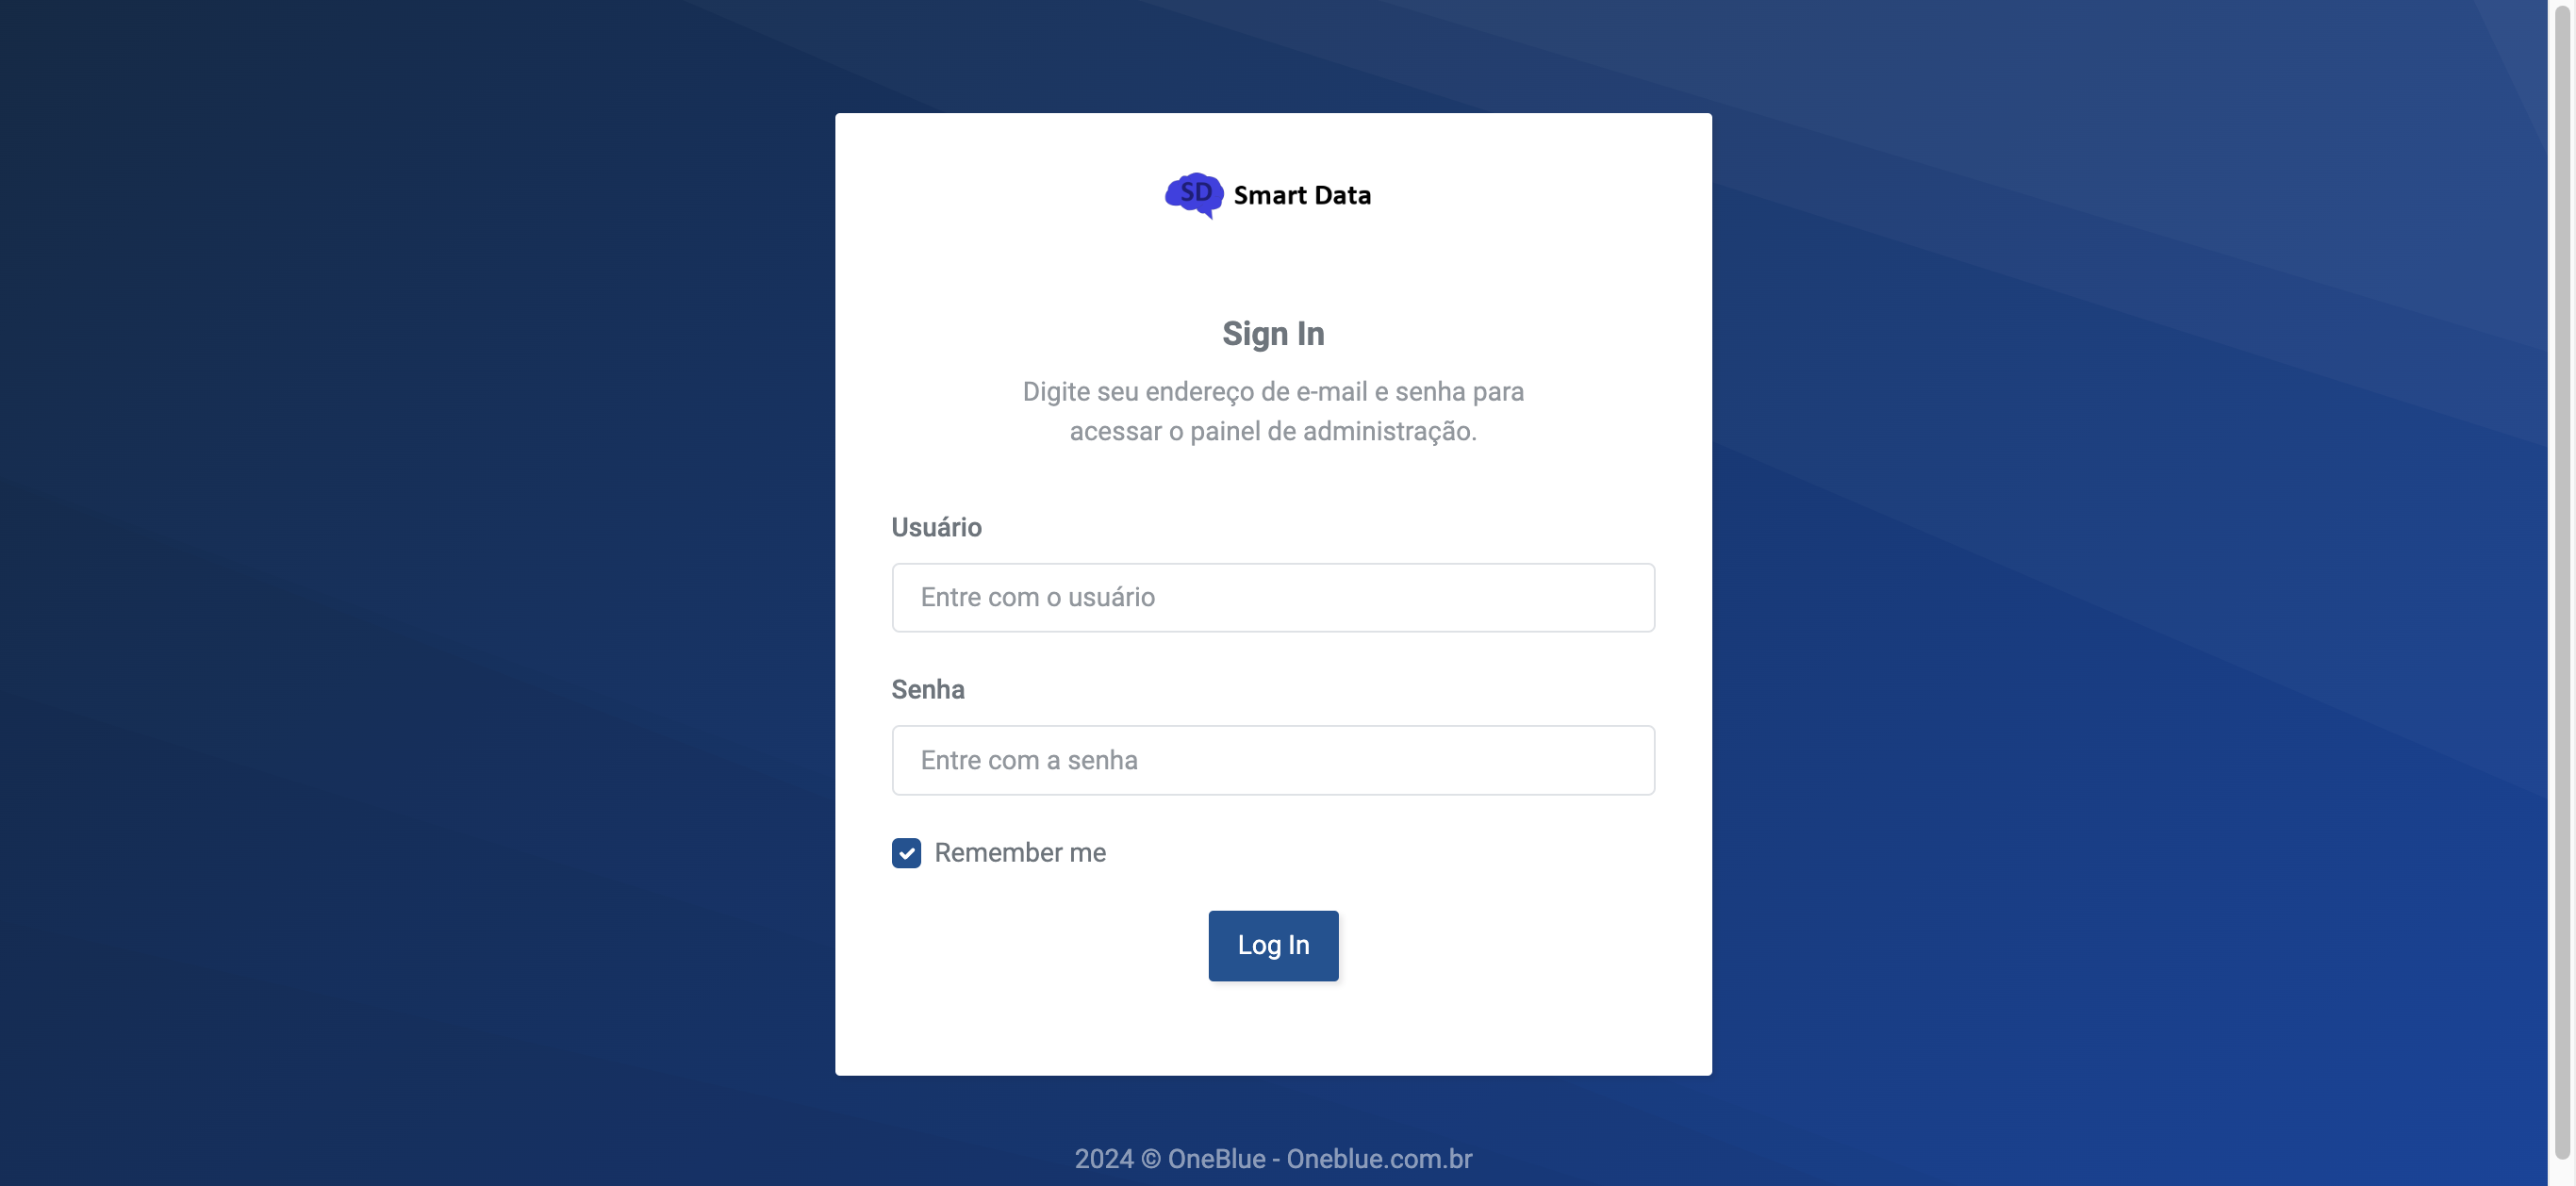 SD Smart Data
Sign In
Digite seu endereço de e-mail e senha para
acessar o painel de administração.
Usuário
Entre com o usuário
Senha
Entre com a senha
Remember me
Log In
2024 © OneBlue - Oneblue.com.br